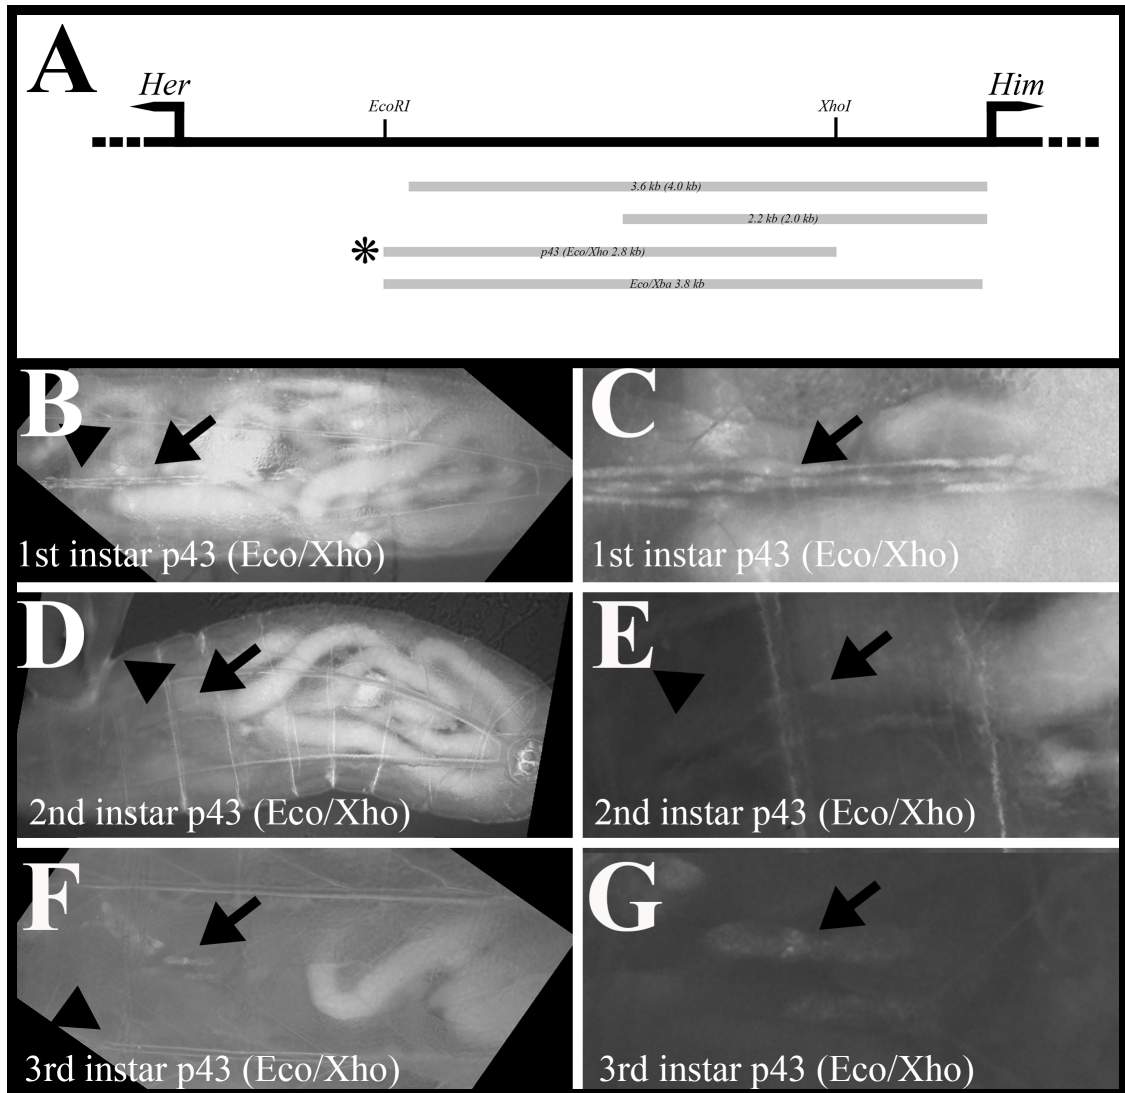 A
Her
Him
EcoRI
XhoI
3.6 kb (4.0 kb)
2.2 kb (2.0 kb)
p43 (Eco/Xho 2.8 kb)
Eco/Xba 3.8 kb
B
1st instar p43 (Eco/Xho)
C
1st instar p43 (Eco/Xho)
D
2nd instar p43 (Eco/Xho)
E
2nd instar p43 (Eco/Xho)
F
3rd instar p43 (Eco/Xho)
G
3rd instar p43 (Eco/Xho)